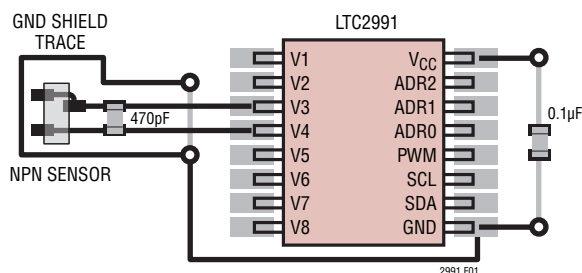 GND SHIELD
TRACE
LTC2991
V1
V2
V3
V4
V5
V6
V7
V8
VCC
ADR2
ADR1
ADR0
PWM
SCL
SDA
GND
470pF
0.1µF
NPN SENSOR
2991 F01